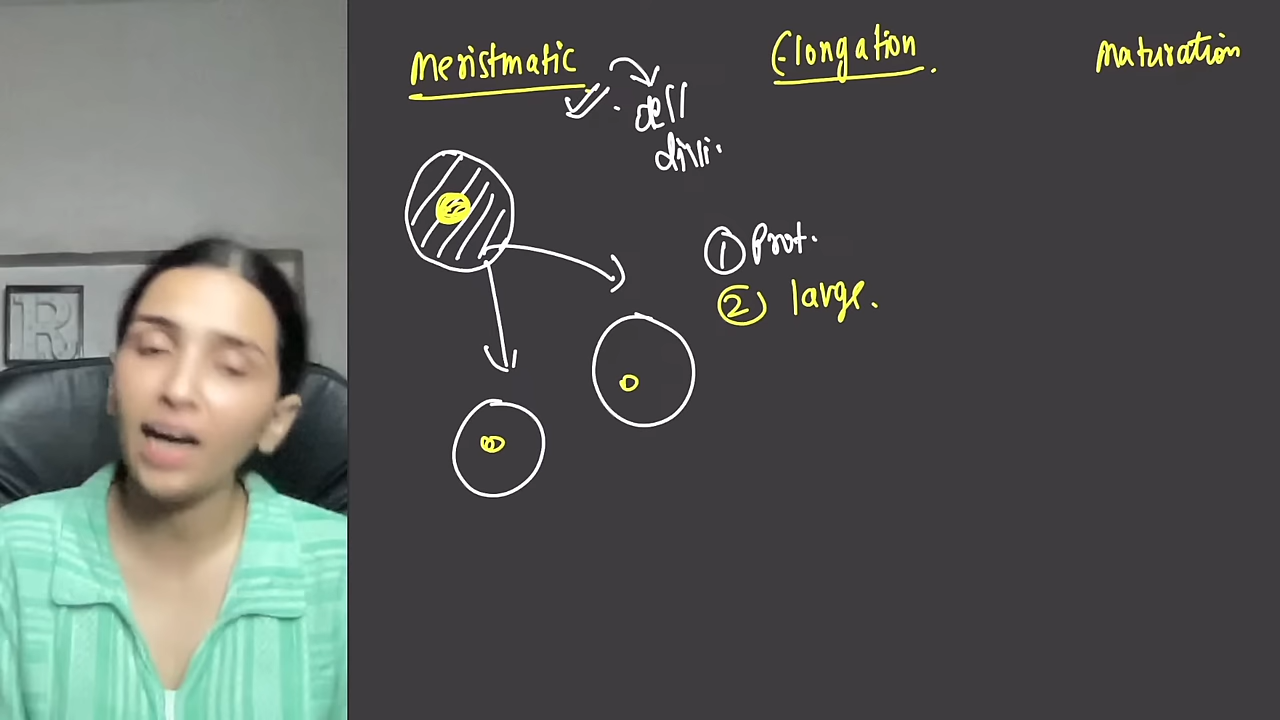 Meristmatic
Elongation.
Maturation
cell
divi.
① Prot.
② large.
R